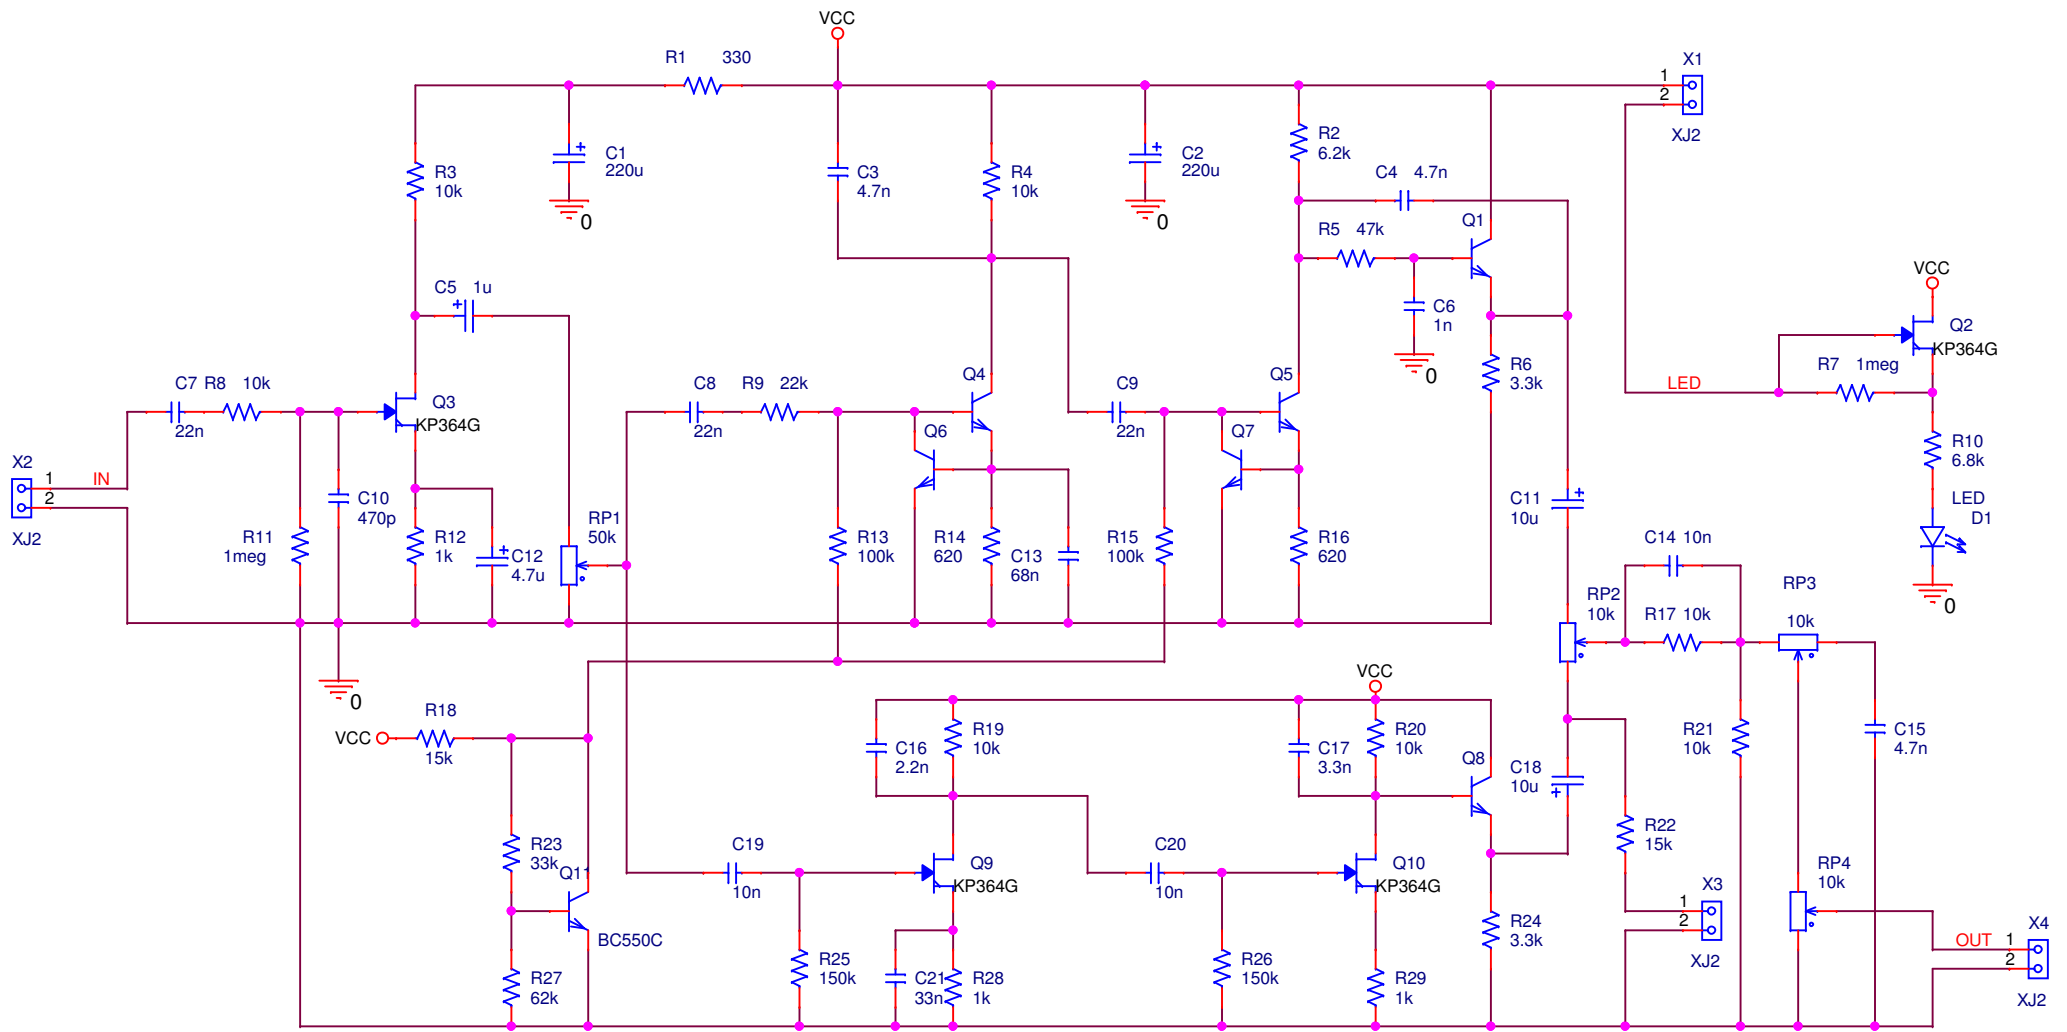 VCC
R1 330
X1
1
2
XJ2
R3
10k
C1
220u
0
C3
4.7n
R4
10k
C2
220u
0
R2
6.2k
C4 4.7n
R5 47k
Q1
C6
1n
0
R6
3.3k
VCC
Q2
KP364G
R7 1meg
LED
R10
6.8k
LED
D1
0
C5 1u
C7 R8 10k
22n
Q3
KP364G
X2
1
2
IN
XJ2
R11
1meg
C10
470p
R12
1k
C12
4.7u
RP1
50k
0
C8 R9 22k
22n
Q4
Q6
R13
100k
R14
620
C13
68n
C9
22n
Q5
Q7
R15
100k
R16
620
C11
10u
RP2
10k
C14 10n
R17 10k
RP3
10k
R21
10k
C15
4.7n
VCC
R18
15k
R23
33k
Q11
BC550C
R27
62k
C16
2.2n
R19
10k
VCC
C17
3.3n
R20
10k
Q8
C18
10u
R22
15k
C19
10n
Q9
KP364G
R25
150k
C21
33n
R28
1k
C20
10n
Q10
KP364G
R26
150k
R29
1k
R24
3.3k
X3
1
2
XJ2
RP4
10k
OUT
X4
1
2
XJ2